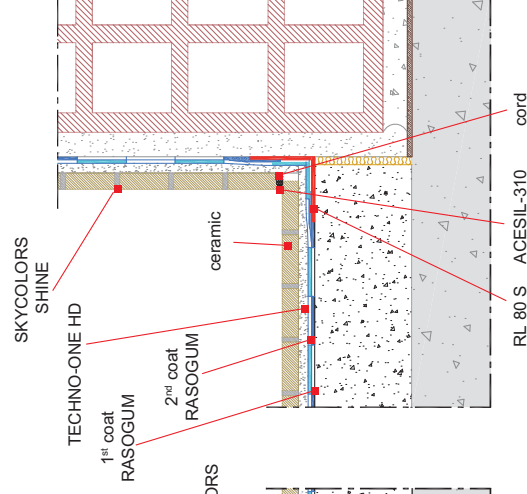 SKYCOLORS
SHINE
TECHNO-ONE HD
1st coat
RASOGUM
2nd coat
RASOGUM
ceramic
ORS
RL 80 S
ACESIL-310
cord